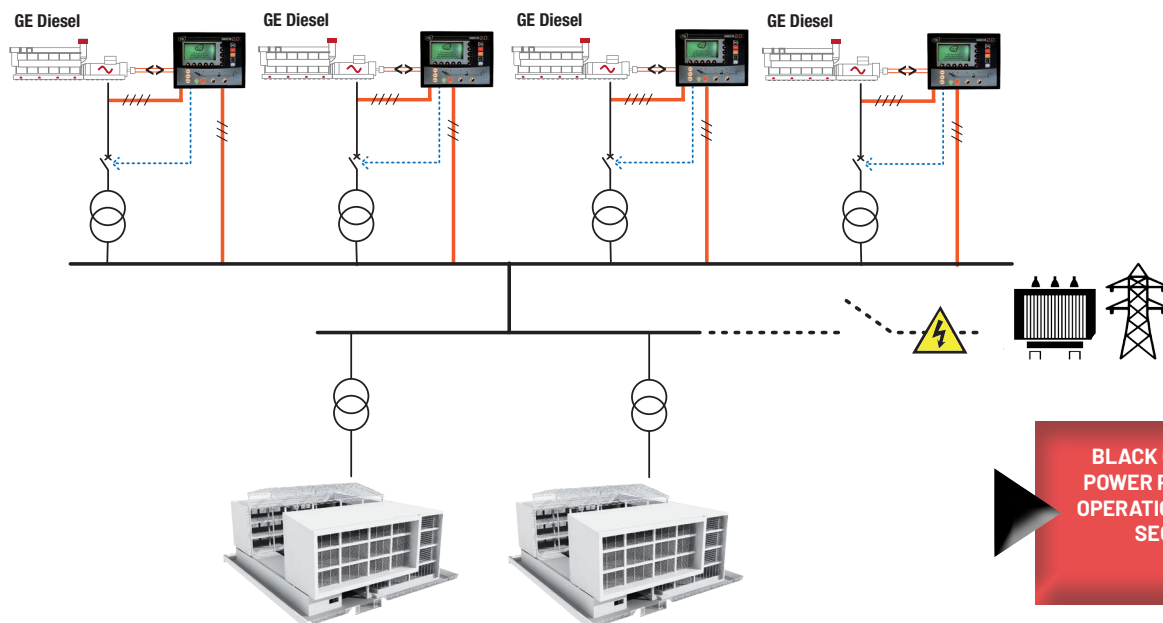 GE Diesel
GE Diesel
GE Diesel
GE Diesel
BLACK
POWER
OPERATIO
SEC